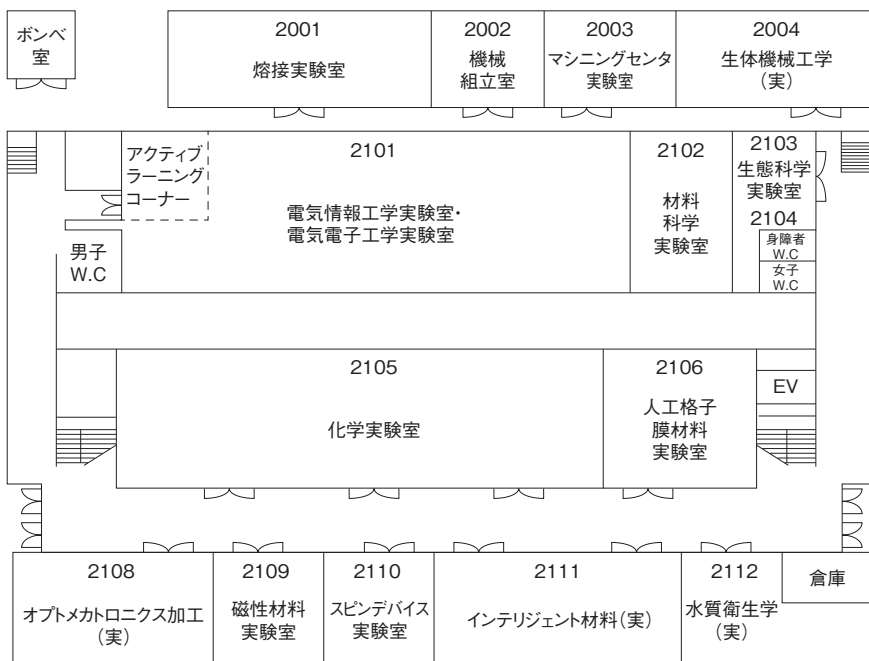 ボンベ
室
2001
熔接実験室
2002
機械
組立室
2003
マシニングセンタ
実験室
2004
生体機械工学
(実)
アクティブ
ラーニング
コーナー
2101
電気情報工学実験室・
電気電子工学実験室
2102
材料
科学
実験室
2103
生態科学
実験室
2104
身障者
W.C
女子
W.C
男子
W.C
2105
化学実験室
2106
人工格子
膜材料
実験室
EV
2108
オプトメカトロニクス加工
(実)
2109
磁性材料
実験室
2110
スピンデバイス
実験室
2111
インテリジェント材料(実)
2112
水質衛生学
(実)
倉庫